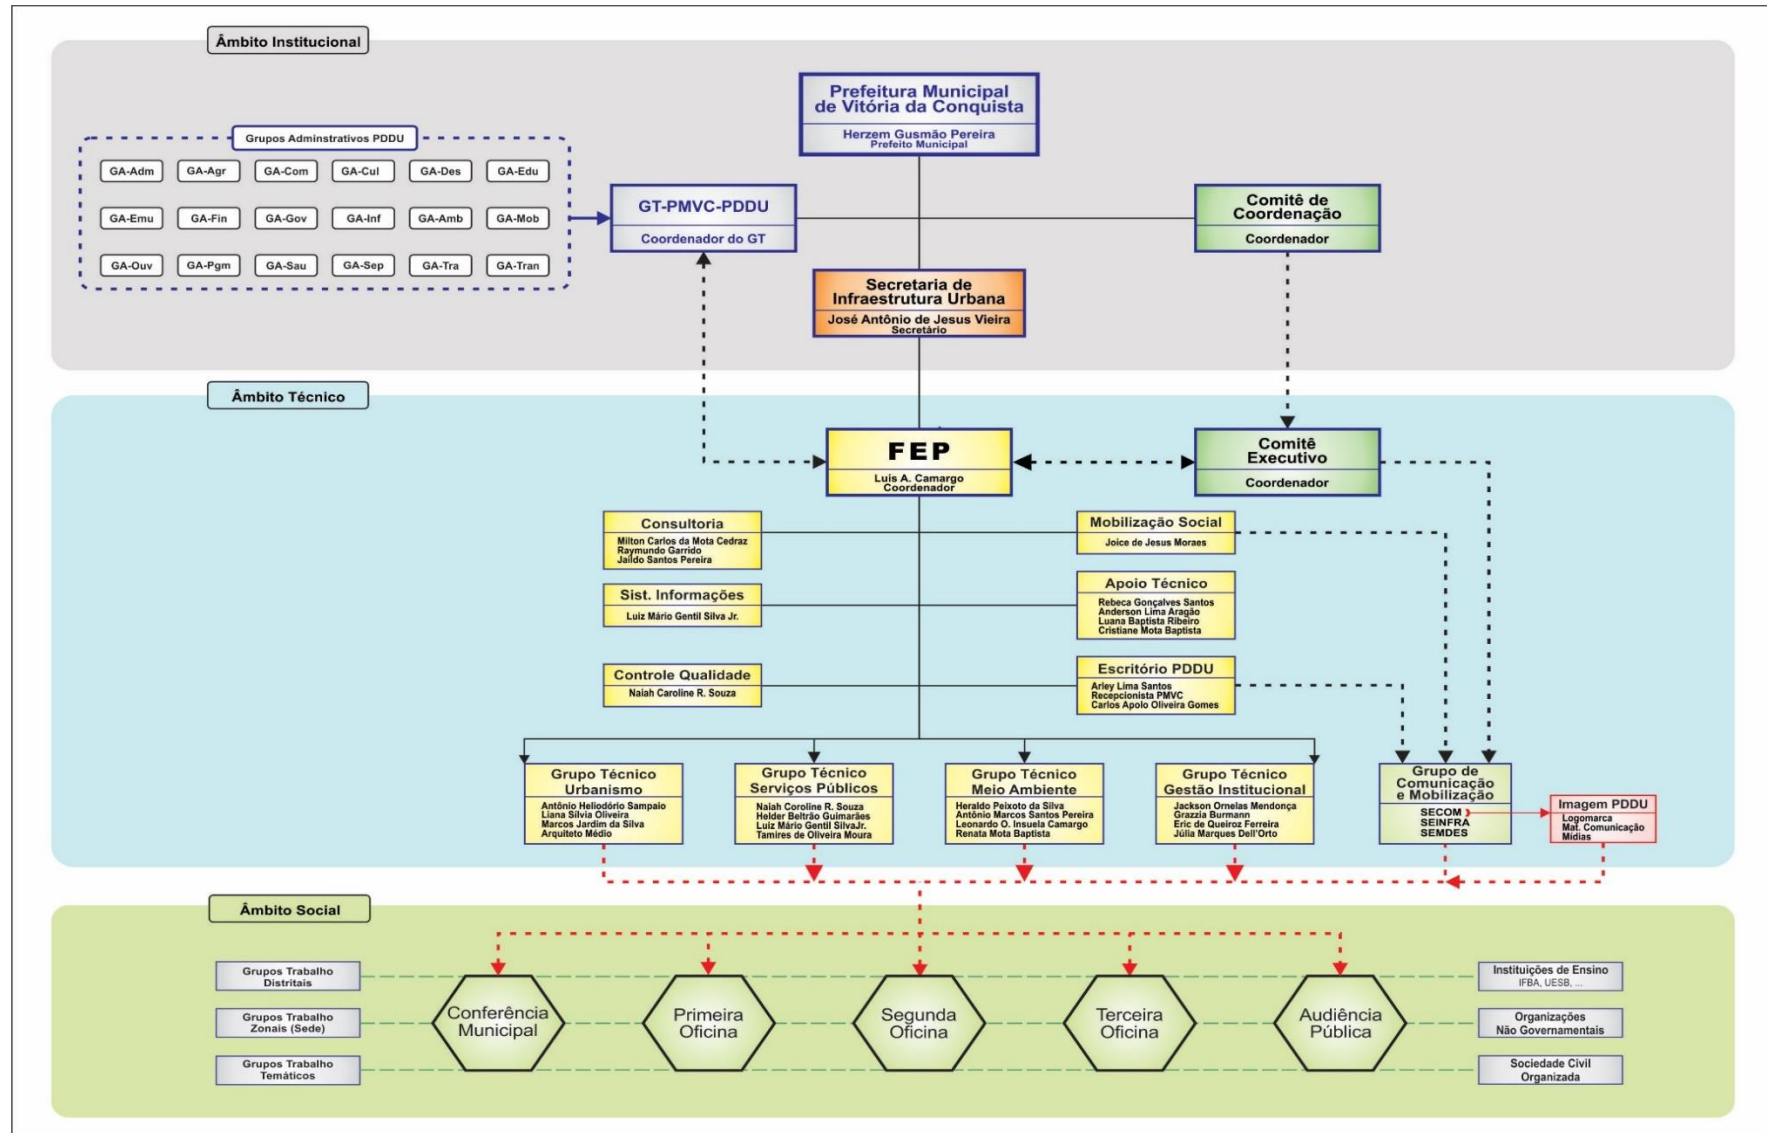 Âmbito Institucional
Prefeitura Municipal
de Vitória da Conquista
Herzem Gusmão Pereira
Prefeito Municipal
Grupos Adminstrativos PDDU
GA-Adm
GA-Agr
GA-Com
GA-Cul
GA-Des
GA-Edu
GA-Emu
GA-Fin
GA-Gov
GA-Inf
GA-Amb
GA-Mob
GA-Ouv
GA-Pgm
GA-Sau
GA-Sep
GA-Tra
GA-Tran
GT-PMVC-PDDU
Coordenador do GT
Comitê de
Coordenação
Coordenador
Secretaria de
Infraestrutura Urbana
José Antônio de Jesus Vieira
Secretário
Âmbito Técnico
FEP
Luis A. Camargo
Coordenador
Comitê
Executivo
Coordenador
Consultoria
Milton Carlos da Mota Cedraz
Raymundo Garrido
Jaildo Santos Pereira
Mobilização Social
Joice de Jesus Moraes
Sist. Informações
Luiz Mário Gentil Silva Jr.
Apoio Técnico
Rebeca Gonçalves Santos
Anderson Lima Aragão
Luana Baptista Ribeiro
Cristiane Mota Baptista
Controle Qualidade
Naiah Caroline R. Souza
Escritório PDDU
Arley Lima Santos
Recepcionista PMVC
Carlos Apolo Oliveira Gomes
Grupo Técnico
Urbanismo
Antônio Heliodório Sampaio
Liana Silvia Oliveira
Marcos Jardim da Silva
Arquiteto Médio
Grupo Técnico
Serviços Públicos
Naiah Coroline R. Souza
Helder Beltrão Guimarães
Luiz Mário Gentil SilvaJr.
Tamires de Oliveira Moura
Grupo Técnico
Meio Ambiente
Heraldo Peixoto da Silva
Antônio Marcos Santos Pereira
Leonardo O. Insuela Camargo
Renata Mota Baptista
Grupo Técnico
Gestão Institucional
Jackson Ornelas Mendonça
Grazzia Burmann
Eric de Queiroz Ferreira
Júlia Marques Dell'Orto
Grupo de
Comunicação
e Mobilização
SECOM
SEINFRA
SEMDES
Imagem PDDU
Logomarca
Mat. Comunicação
Mídias
Âmbito Social
Grupos Trabalho
Distritais
Grupos Trabalho
Zonais (Sede)
Grupos Trabalho
Temáticos
Conferência
Municipal
Primeira
Oficina
Segunda
Oficina
Terceira
Oficina
Audiência
Pública
Instituições de Ensino
IFBA, UESB, ...
Organizações
Não Governamentais
Sociedade Civil
Organizada